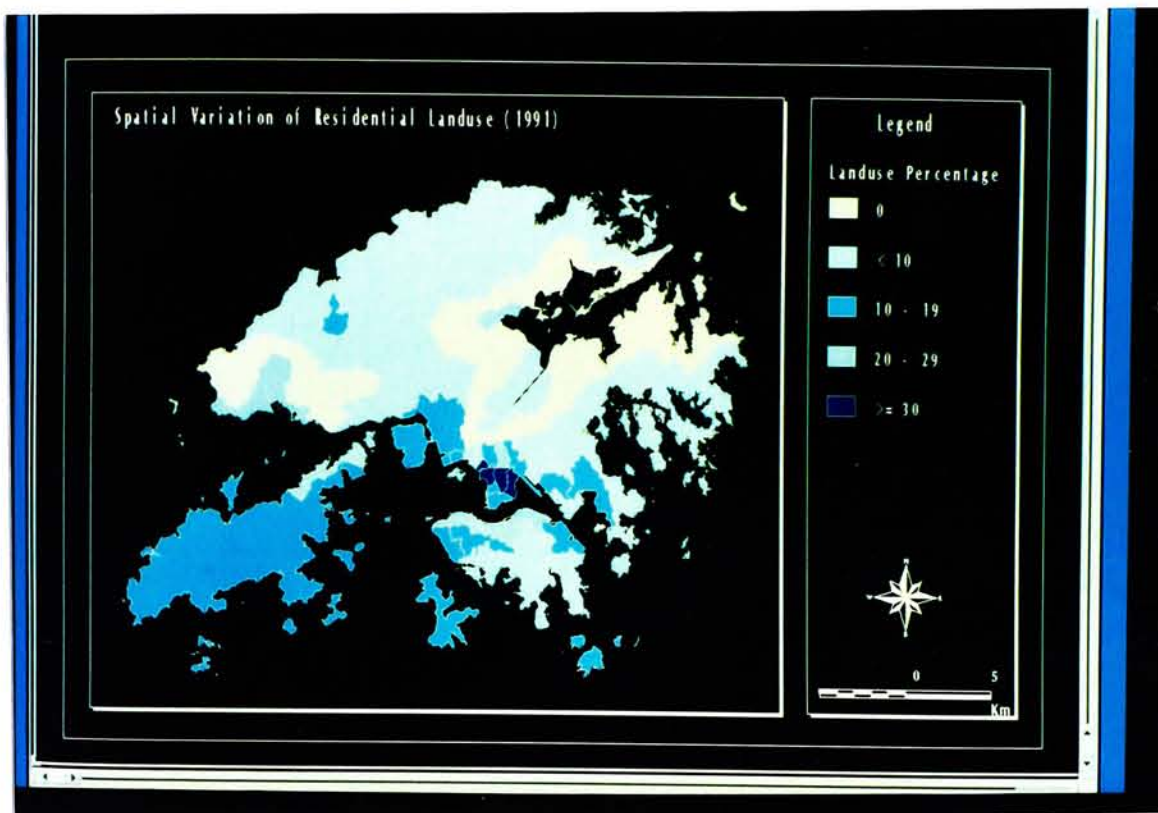 Spatial Variation of Residential Landuse (1991)
Legend
Landuse Percentage
0
< 10
10 - 19
20 - 29
>= 30
N
0 5
Km